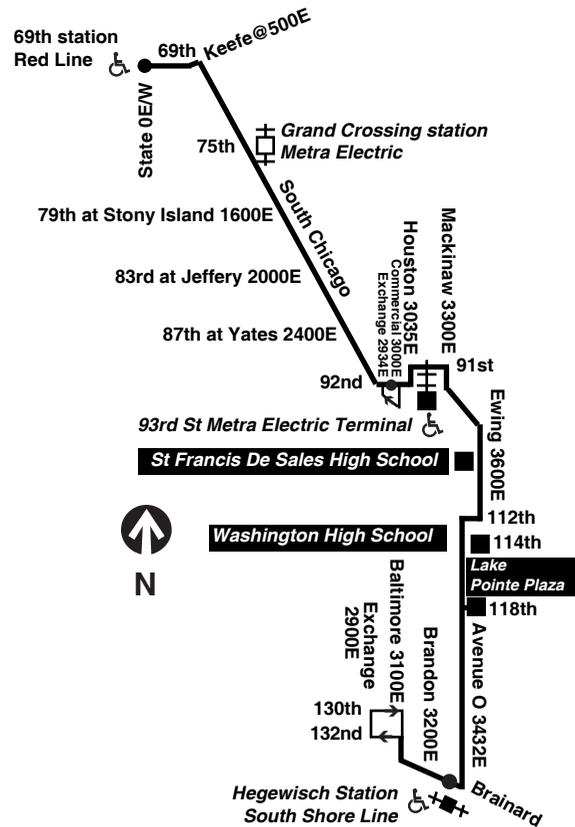 69th station
Red Line
69th
Keefe@500E
State 0E/W
75th
Grand Crossing station
Metra Electric
South Chicago
79th at Stony Island 1600E
83rd at Jeffery 2000E
87th at Yates 2400E
92nd
Exchange 2934E
Commercial 3000E
Houston 3035E
Mackinaw 3300E
91st
93rd St Metra Electric Terminal
Ewing 3600E
St Francis De Sales High School
112th
Washington High School
114th
Lake
Pointe Plaza
118th
N
Exchange
2900E
Baltimore 3100E
Brandon 3200E
Avenue O 3432E
130th
132nd
Hegewisch Station
South Shore Line
Brainard